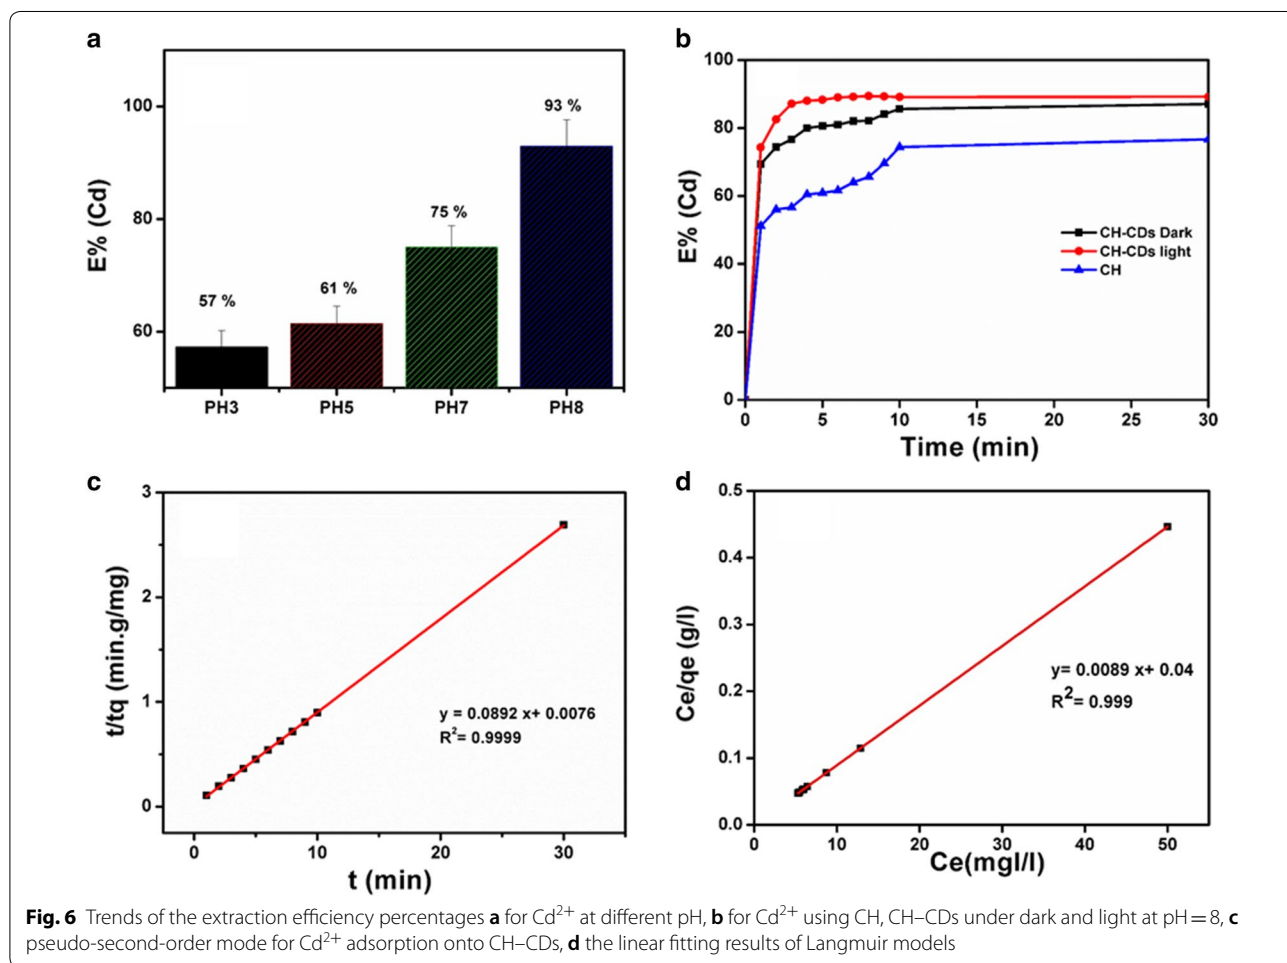 a
E% (Cd)
100
80
60
57 %
61 %
75 %
93 %
PH3 PH5 PH7 PH8
b
E% (Cd)
100
80
60
40
20
0
CH-CDs Dark
CH-CDs light
CH
0 5 10 15 20 25 30
Time (min)
c
t/tq (min.g/mg)
3
2
1
0
y = 0.0892 x+ 0.0076
R²= 0.9999
0 10 20 30
t (min)
d
Ce/qe (g/l)
0.5
0.4
0.3
0.2
0.1
0.0
y= 0.0089 x+ 0.04
R²= 0.999
0 10 20 30 40 50
Ce(mgl/l)
Fig. 6 Trends of the extraction efficiency percentages a for Cd²⁺ at different pH, b for Cd²⁺ using CH, CH–CDs under dark and light at pH = 8, c
pseudo-second-order mode for Cd²⁺ adsorption onto CH–CDs, d the linear fitting results of Langmuir models